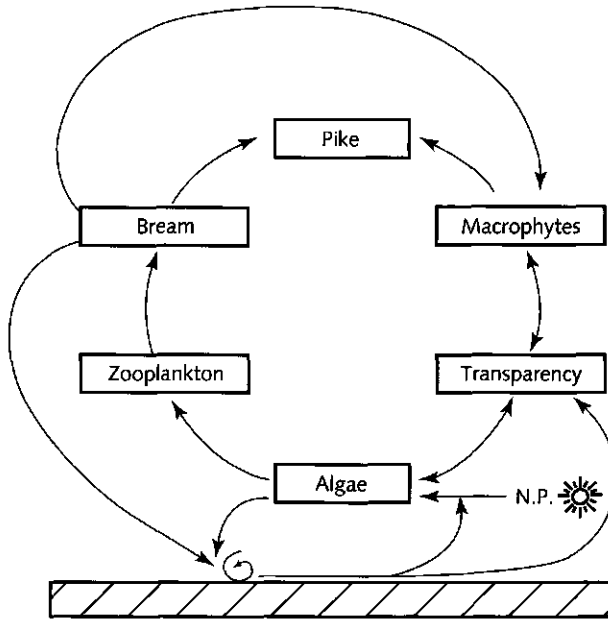 Pike
Bream
Macrophytes
Zooplankton
Transparency
Algae
N.P.